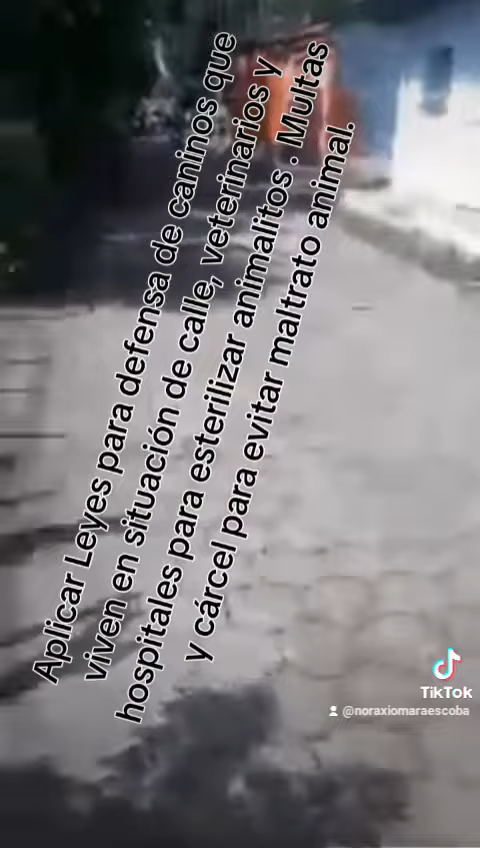 Aplicar Leyes para defensa de caninos que
viven en situación de calle, veterinarios y
hospitales para esterilizar animalitos . Multas
y cárcel para evitar maltrato animal.
TikTok
@noraxiomaraescoba